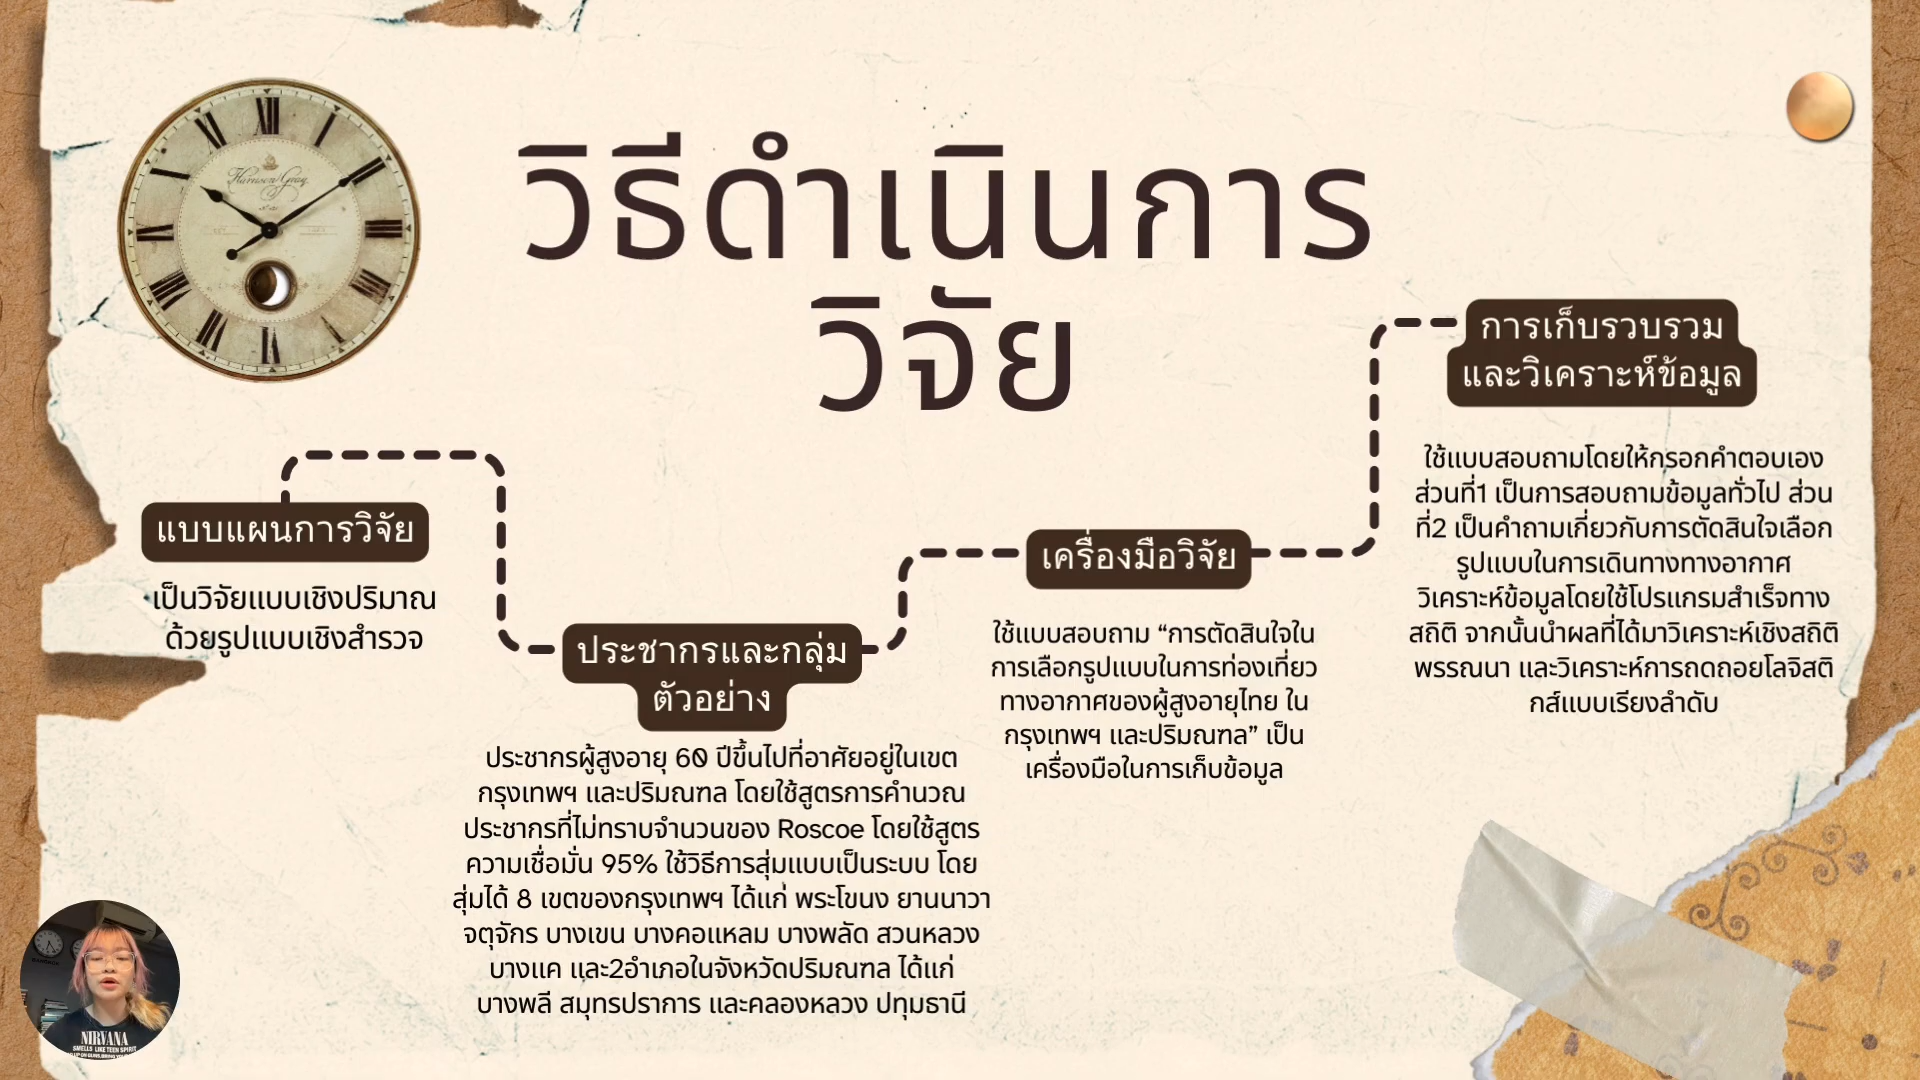 Harrison Gray
วิธีดำเนินการ
วิจัย
แบบแผนการวิจัย
เป็นวิจัยแบบเชิงปริมาณ
ด้วยรูปแบบเชิงสำรวจ
ประชากรและกลุ่ม
ตัวอย่าง
ประชากรผู้สูงอายุ 60 ปีขึ้นไปที่อาศัยอยู่ในเขต
กรุงเทพฯ และปริมณฑล โดยใช้สูตรการคำนวณ
ประชากรที่ไม่ทราบจำนวนของ Roscoe โดยใช้สูตร
ความเชื่อมั่น 95% ใช้วิธีการสุ่มแบบเป็นระบบ โดย
สุ่มได้ 8 เขตของกรุงเทพฯ ได้แก่ พระโขนง ยานนาวา
จตุจักร บางเขน บางคอแหลม บางพลัด สวนหลวง
บางแค และ2อำเภอในจังหวัดปริมณฑล ได้แก่
บางพลี สมุทรปราการ และคลองหลวง ปทุมธานี
เครื่องมือวิจัย
ใช้แบบสอบถาม “การตัดสินใจใน
การเลือกรูปแบบในการท่องเที่ยว
ทางอากาศของผู้สูงอายุไทย ใน
กรุงเทพฯ และปริมณฑล” เป็น
เครื่องมือในการเก็บข้อมูล
การเก็บรวบรวม
และวิเคราะห์ข้อมูล
ใช้แบบสอบถามโดยให้กรอกคำตอบเอง
ส่วนที่1 เป็นการสอบถามข้อมูลทั่วไป ส่วน
ที่2 เป็นคำถามเกี่ยวกับการตัดสินใจเลือก
รูปแบบในการเดินทางทางอากาศ
วิเคราะห์ข้อมูลโดยใช้โปรแกรมสำเร็จทาง
สถิติ จากนั้นนำผลที่ได้มาวิเคราะห์เชิงสถิติ
พรรณนา และวิเคราะห์การถดถอยโลจิสติ
กส์แบบเรียงลำดับ
NIRVANA
SMELLS LIKE TEEN SPIRIT